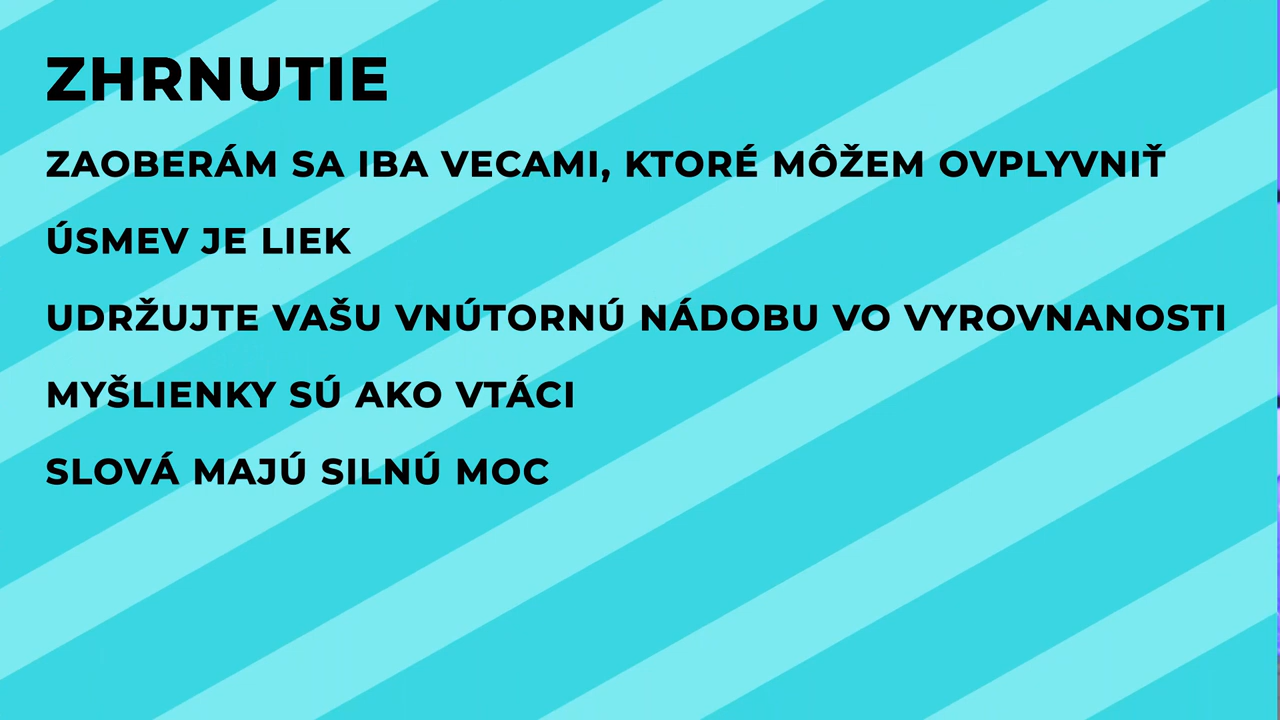 ZHRNUTIE
ZAOBERÁM SA IBA VECAMI, KTORÉ MÔŽEM OVPLYVNIŤ
ÚSMEV JE LIEK
UDRŽUJTE VAŠU VNÚTORNÚ NÁDOBU VO VYROVNANOSTI
MYŠLIENKY SÚ AKO VTÁCI
SLOVÁ MAJÚ SILNÚ MOC